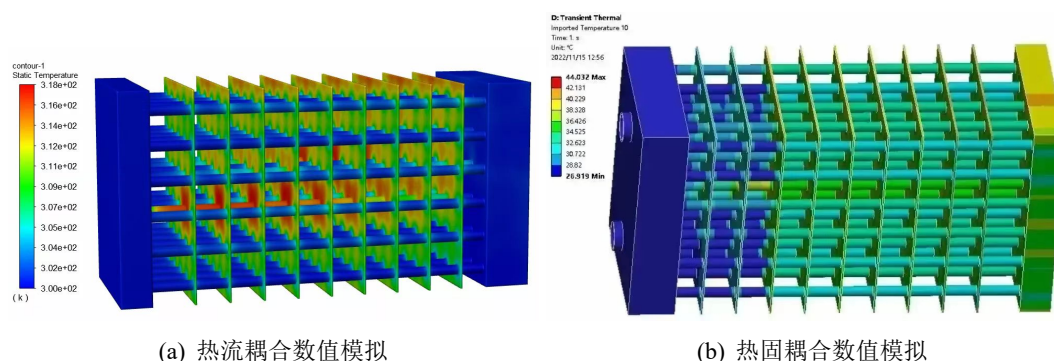 contour-1
Static Temperature
3.18e+02
3.16e+02
3.14e+02
3.12e+02
3.11e+02
3.09e+02
3.07e+02
3.05e+02
3.04e+02
3.02e+02
3.00e+02
( k )
(a) 热流耦合数值模拟
D: Transient Thermal
Imported Temperature 10
Time: 1. s
Unit: ℃
2022/11/15 12:56
44.032 Max
42.131
40.229
38.328
36.426
34.525
32.623
30.722
28.82
26.919 Min
(b) 热固耦合数值模拟